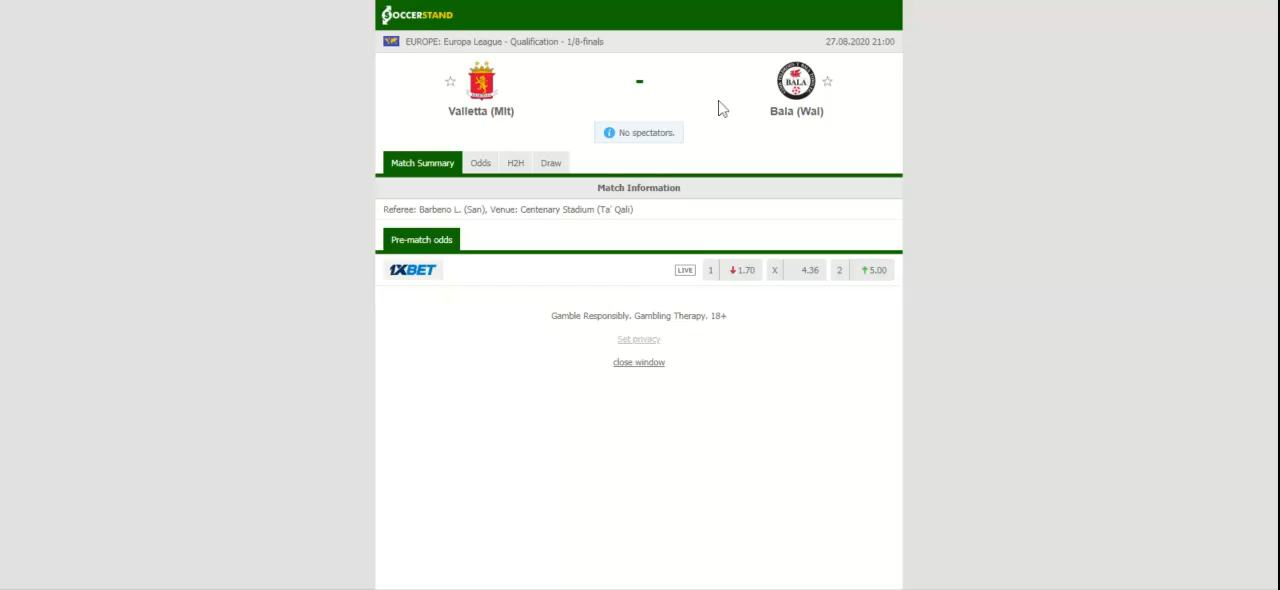 SOCCERSTAND
EUROPE: Europa League - Qualification - 1/8-finals
27.08.2020 21:00
-
Valletta (Mlt)
BALA
Bala (Wal)
No spectators.
Match Summary
Odds
H2H
Draw
Match Information
Referee: Barbeno L. (San), Venue: Centenary Stadium (Ta' Qali)
Pre-match odds
1XBET
LIVE
1
1.70
X
4.36
2
5.00
Gamble Responsibly. Gambling Therapy. 18+
Set privacy
close window